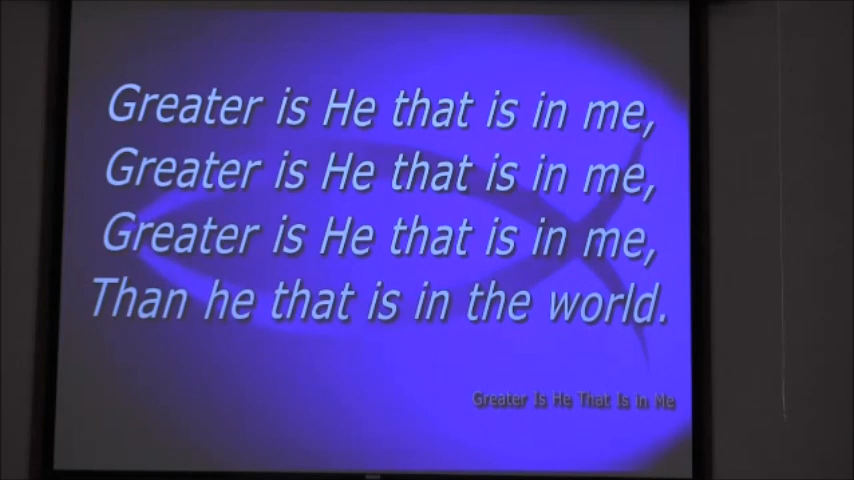 Greater is He that is in me,
Greater is He that is in me,
Greater is He that is in me,
Than he that is in the world.
Greater Is He That Is In Me